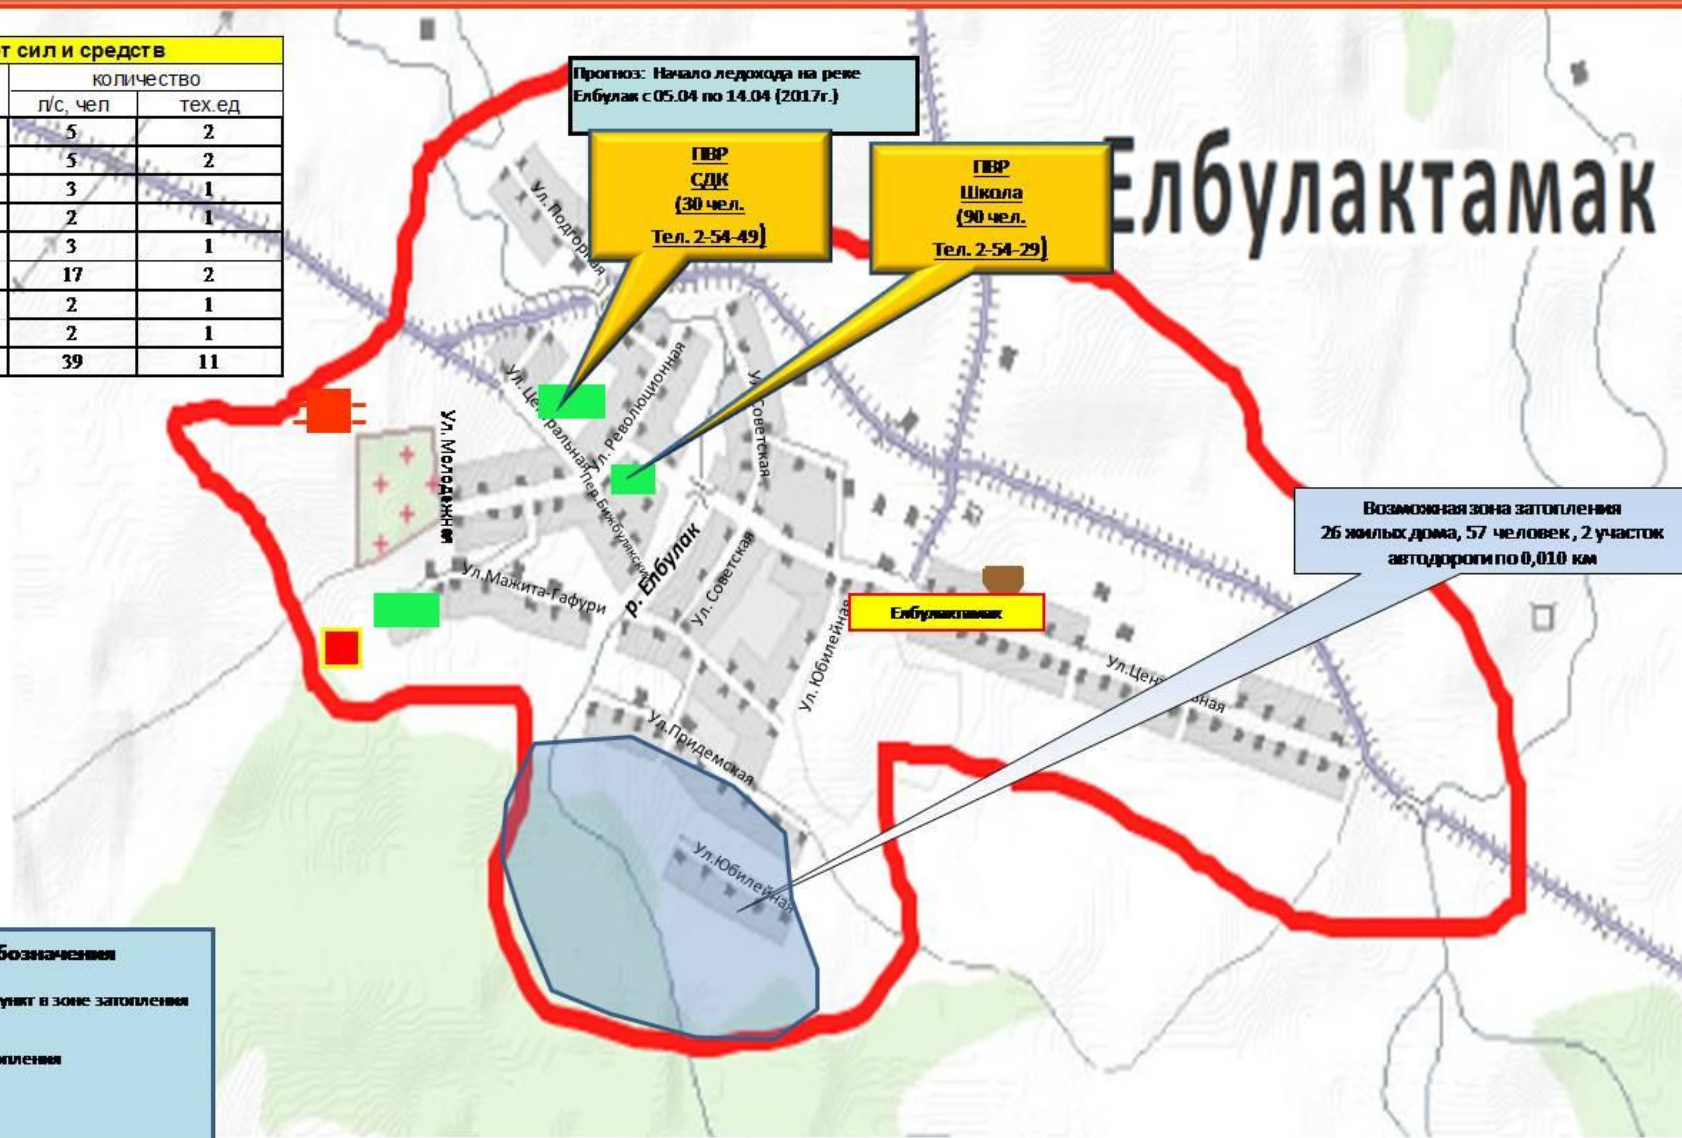 т сил и средств
количество
л/с, чел тех.ед
5 2
5 2
3 1
2 1
3 1
17 2
2 1
2 1
39 11
Прогноз: Начало ледохода на реке
Елбулак с 05.04 по 14.04 (2017г.)
ПВР
СДК
(30 чел.
Тел. 2-54-49)
ПВР
Школа
(90 чел.
Тел. 2-54-29)
Елбулактамак
Ул. Подгорная
Ул. Революционная
Ул. Центральная
Ул. Советская
Ул. Молодежная
Пер. Бижбулякский
р. Елбулак
Ул. Советская
Ул.Мажита-Гафури
Ул. Юбилейная
Елбулактамак
Возможная зона затопления
26 жилых дома, 57 человек , 2 участок
автодороги по 0,010 км
Ул.Центральная
Ул.Придемская
Ул.Юбилейная
бозначения
ункт в зоне затопления
пления